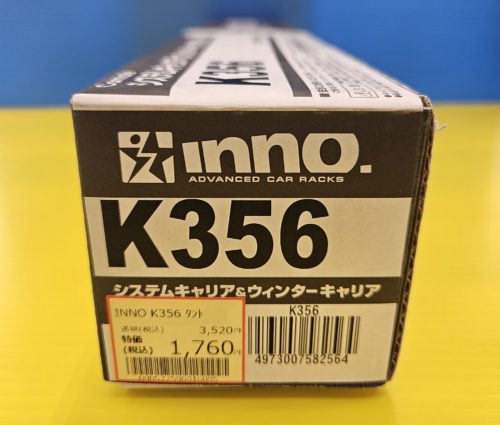 K356
INNO.
ADVANCED CAR RACKS
K356
システムキャリア&ウィンターキャリア
INNO K356 タント
通常(税込) 3,520円
特価
(税込) 1,760円
K356
4973007582564